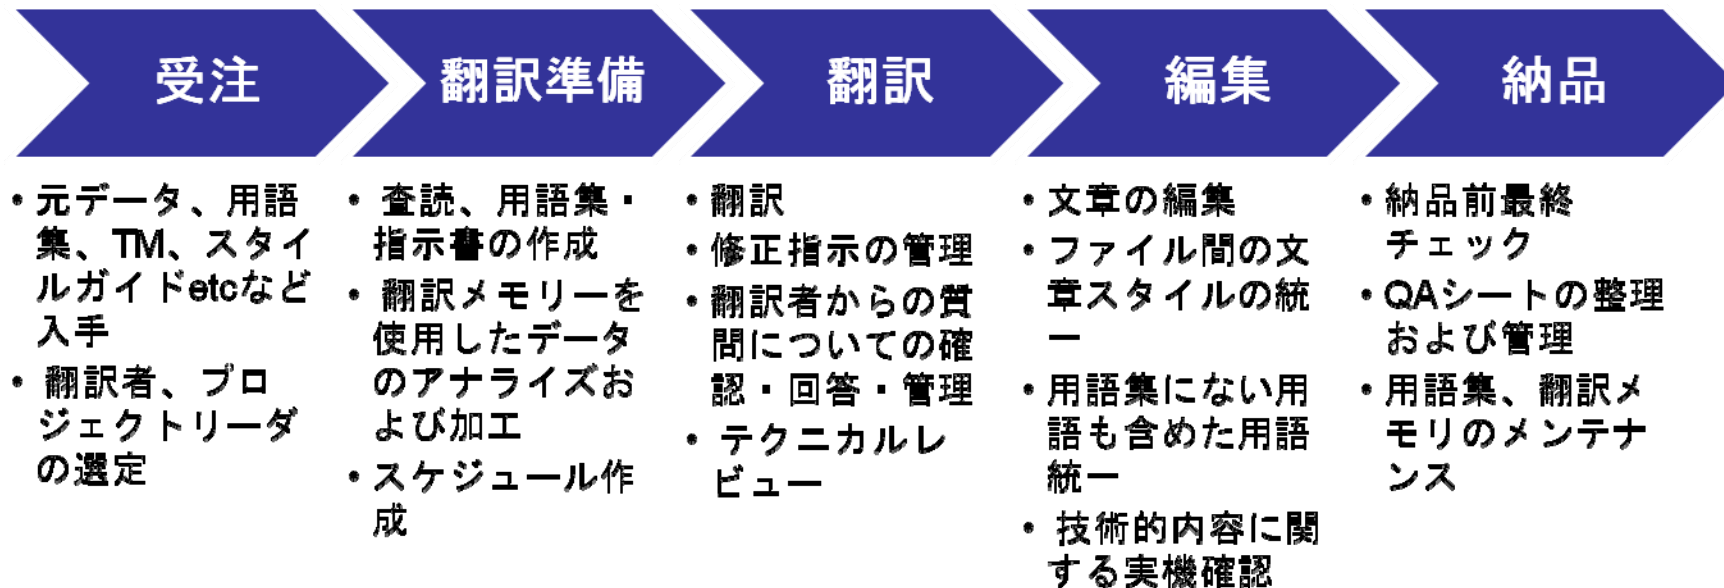 受注
翻訳準備
翻訳
編集
納品
• 元データ、用語
集、TM、スタイ
ルガイドetcなど
入手
• 翻訳者、プロ
ジェクトリーダ
の選定
• 査読、用語集・
指示書の作成
• 翻訳メモリーを
使用したデータ
のアナライズお
よび加工
• スケジュール作
成
• 翻訳
• 修正指示の管理
• 翻訳者からの質
問についての確
認・回答・管理
• テクニカルレ
ビュー
• 文章の編集
• ファイル間の文
章スタイルの統
一
• 用語集にない用
語も含めた用語
統一
• 技術的内容に関
する実機確認
• 納品前最終
チェック
• QAシートの整理
および管理
• 用語集、翻訳メ
モリのメンテナ
ンス